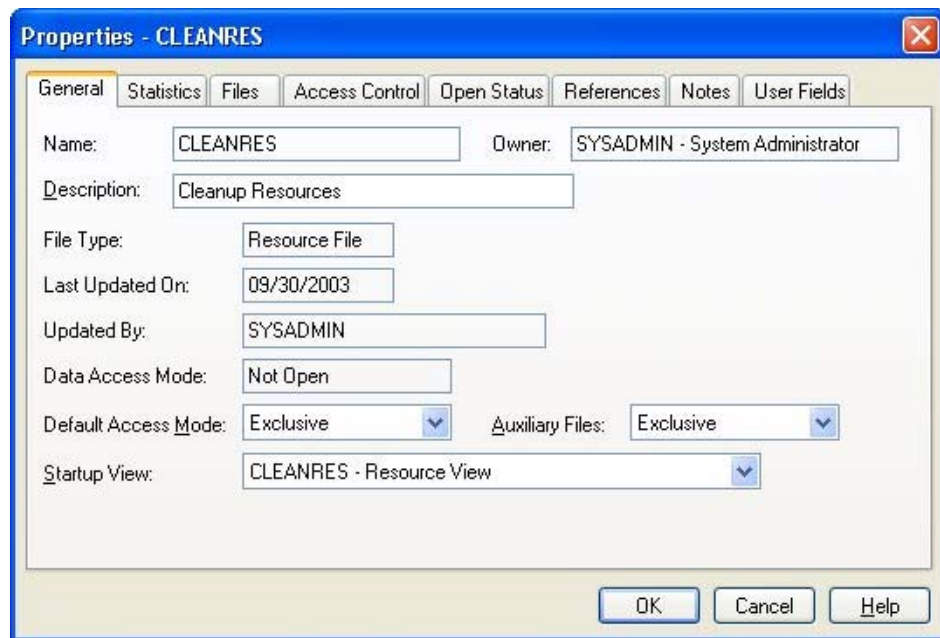 Properties - CLEANRES
General Statistics Files Access Control Open Status References Notes User Fields
Name: CLEANRES Owner: SYSADMIN - System Administrator
Description: Cleanup Resources
File Type: Resource File
Last Updated On: 09/30/2003
Updated By: SYSADMIN
Data Access Mode: Not Open
Default Access Mode: Exclusive Auxiliary Files: Exclusive
Startup View: CLEANRES - Resource View
OK Cancel Help